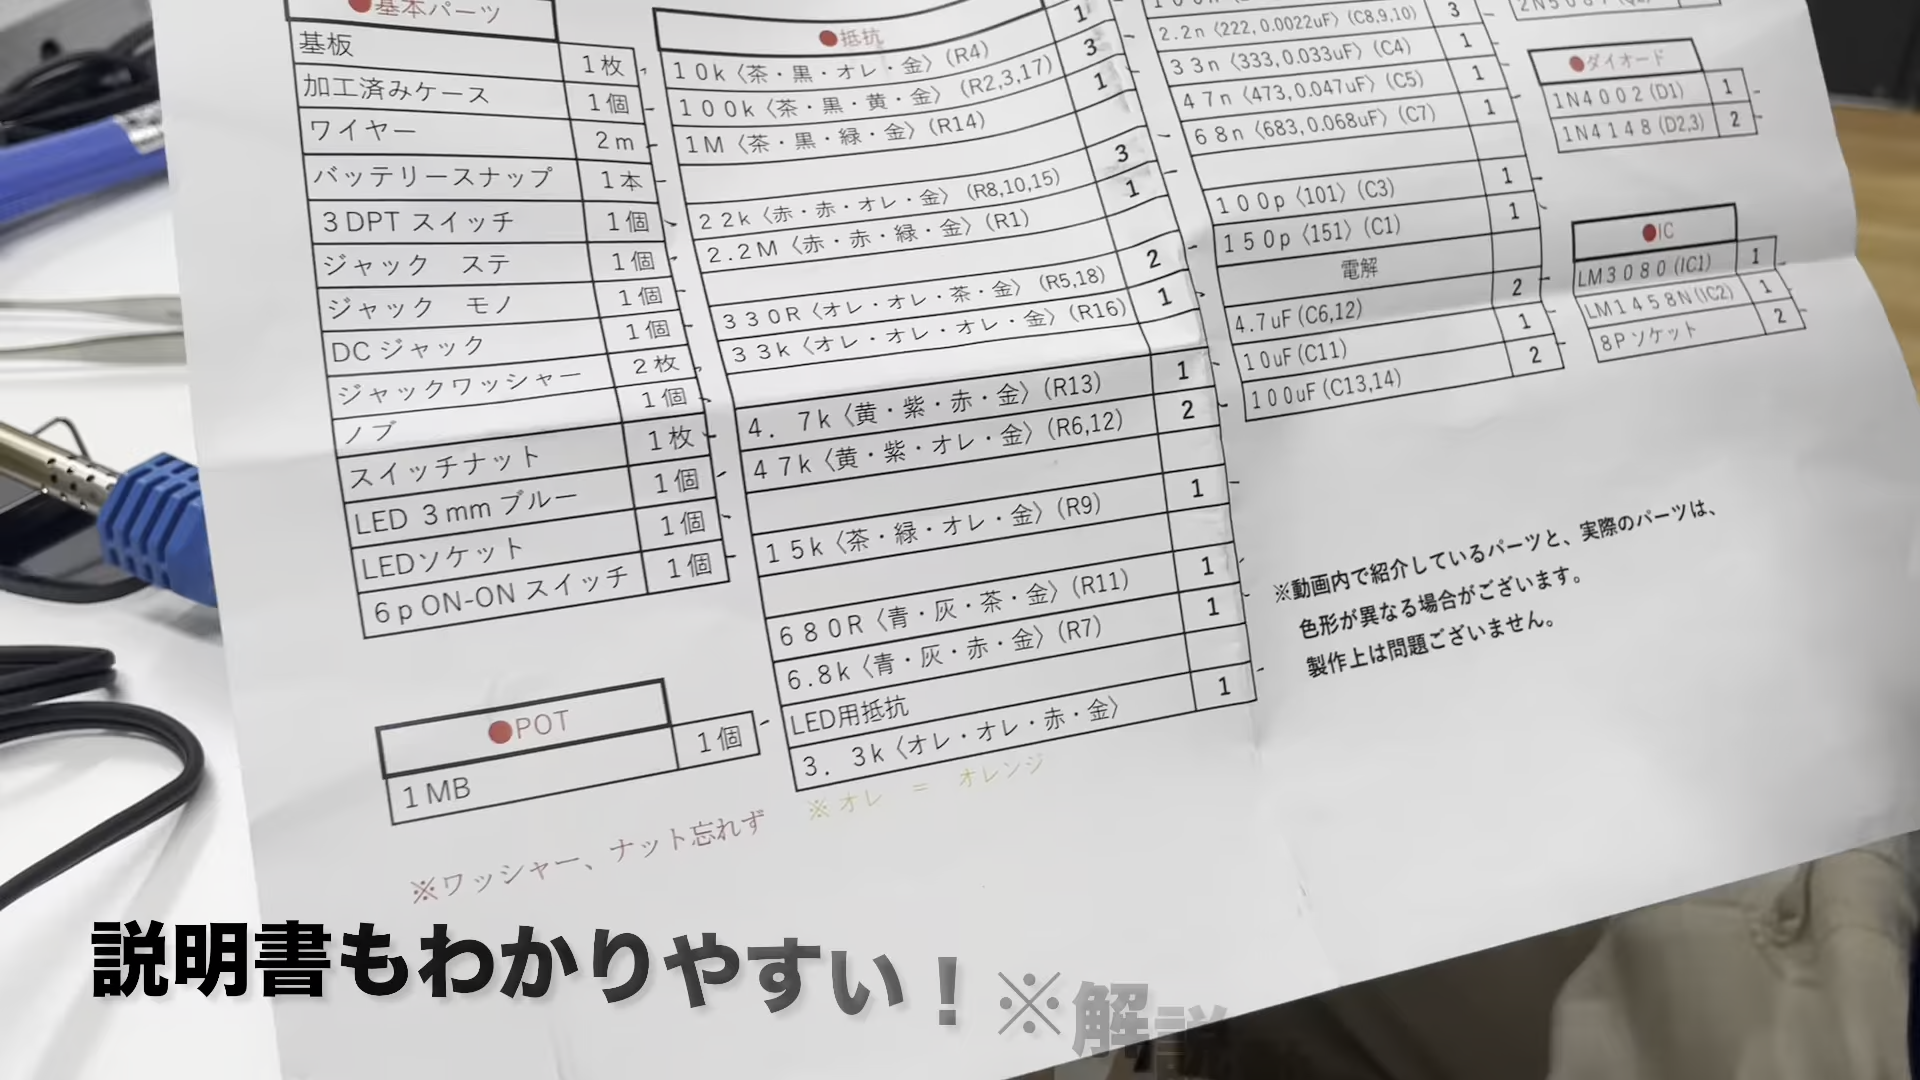 ●基本パーツ
基板 1枚
加工済みケース 1個
ワイヤー 2m
バッテリースナップ 1本
3DPT スイッチ 1個
ジャック ステ 1個
ジャック モノ 1個
DC ジャック 1個
ジャックワッシャー 2枚
ノブ 1個
スイッチナット 1枚
LED 3mm ブルー 1個
LEDソケット 1個
6p ON-ON スイッチ 1個
●POT
1MB 1個
※ワッシャー、ナット忘れず
●抵抗
10k〈茶・黒・オレ・金〉(R4) 1
100k〈茶・黒・黄・金〉(R2,3,17) 3
1M〈茶・黒・緑・金〉(R14) 1
22k〈赤・赤・オレ・金〉(R8,10,15) 3
2.2M〈赤・赤・緑・金〉(R1) 1
330R〈オレ・オレ・茶・金〉(R5,18) 2
33k〈オレ・オレ・オレ・金〉(R16) 1
4.7k〈黄・紫・赤・金〉(R13) 1
47k〈黄・紫・オレ・金〉(R6,12) 2
15k〈茶・緑・オレ・金〉(R9) 1
680R〈青・灰・茶・金〉(R11) 1
6.8k〈青・灰・赤・金〉(R7) 1
LED用抵抗
3.3k〈オレ・オレ・赤・金〉 1
※オレ = オレンジ
2.2n〈222,0.0022uF〉(C8,9,10) 3
33n〈333,0.033uF〉(C4) 1
47n〈473,0.047uF〉(C5) 1
68n〈683,0.068uF〉(C7) 1
100p〈101〉(C3) 1
150p〈151〉(C1) 1
電解
4.7uF(C6,12) 2
10uF(C11) 1
100uF(C13,14) 2
●ダイオード
1N4002(D1) 1
1N4148(D2,3) 2
●IC
LM3080(IC1) 1
LM1458N(IC2) 1
8Pソケット 2
※動画内で紹介しているパーツと、実際のパーツは、
色形が異なる場合がございます。
製作上は問題ございません。
説明書もわかりやすい！※解説